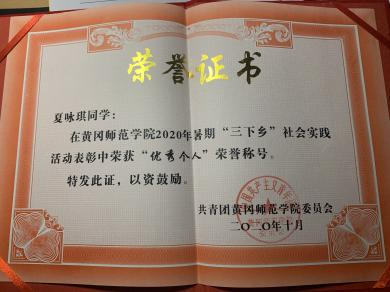 荣誉证书
夏咏琪同学：
在黄冈师范学院2020年暑期“三下乡”社会实践
活动表彰中荣获“优秀个人”荣誉称号。
特发此证，以资鼓励。
共青团黄冈师范学院委员会
二〇二〇年十月